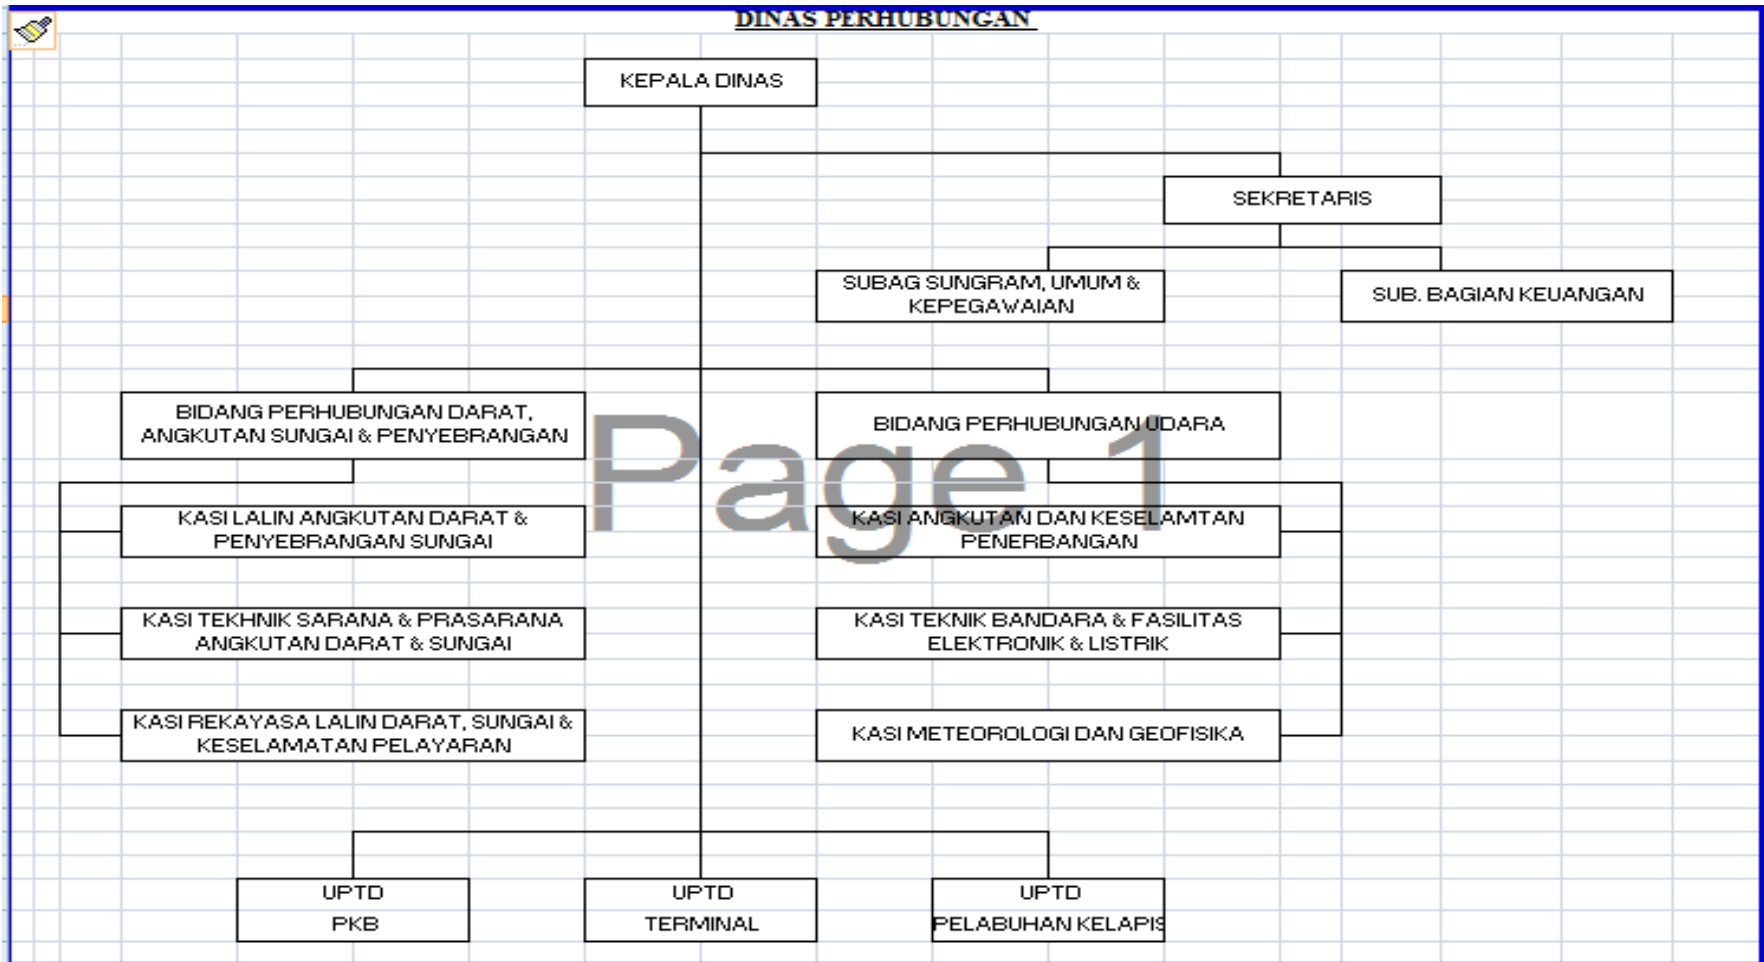 DINAS PERHUBUNGAN
KEPALA DINAS
SEKRETARIS
SUBAG SUNGRAM, UMUM &
KEPEGAWAIAN
SUB. BAGIAN KEUANGAN
BIDANG PERHUBUNGAN DARAT,
ANGKUTAN SUNGAI & PENYEBRANGAN
BIDANG PERHUBUNGAN UDARA
Page 1
KASI LALIN ANGKUTAN DARAT &
PENYEBRANGAN SUNGAI
KASI ANGKUTAN DAN KESELAMTAN
PENERBANGAN
KASI TEKHNIK SARANA & PRASARANA
ANGKUTAN DARAT & SUNGAI
KASI TEKNIK BANDARA & FASILITAS
ELEKTRONIK & LISTRIK
KASI REKAYASA LALIN DARAT, SUNGAI &
KESELAMATAN PELAYARAN
KASI METEOROLOGI DAN GEOFISIKA
UPTD
PKB
UPTD
TERMINAL
UPTD
PELABUHAN KELAPIS